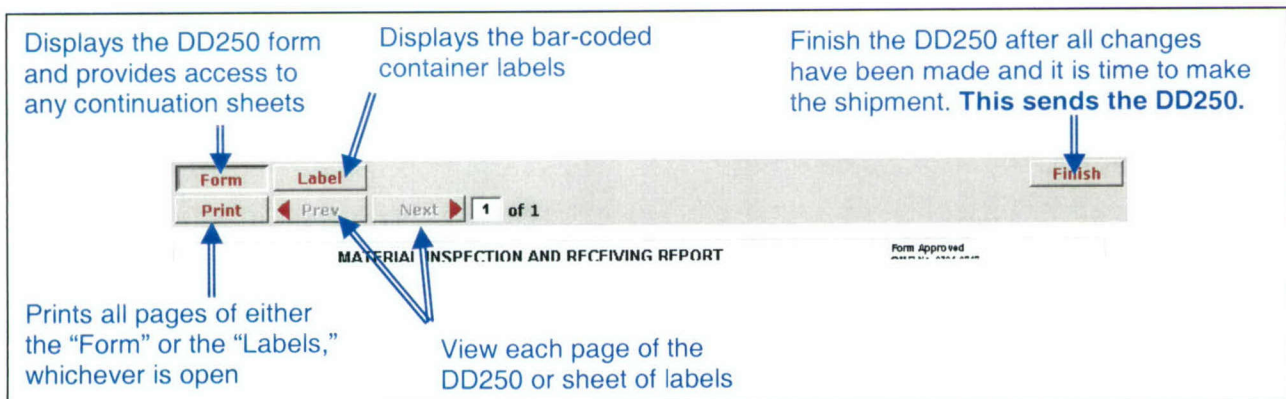 Displays the DD250 form
and provides access to
any continuation sheets
Displays the bar-coded
container labels
Finish the DD250 after all changes
have been made and it is time to make
the shipment. This sends the DD250.
Form Label Finish
Print Prev Next 1 of 1
MATERIAL INSPECTION AND RECEIVING REPORT
Form Approved
Prints all pages of either
the “Form” or the “Labels,”
whichever is open
View each page of the
DD250 or sheet of labels